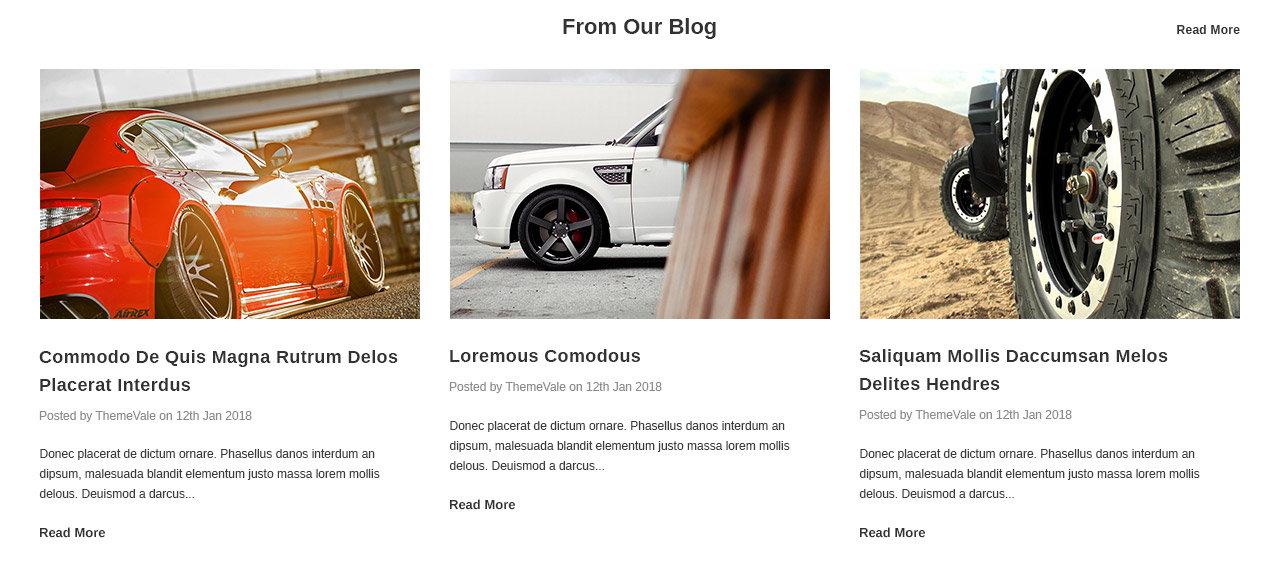 From Our Blog
Read More
AirREX
Commodo De Quis Magna Rutrum Delos
Placerat Interdus
Posted by ThemeVale on 12th Jan 2018
Donec placerat de dictum ornare. Phasellus danos interdum an
dipsum, malesuada blandit elementum justo massa lorem mollis
delous. Deuismod a darcus...
Read More
Loremous Comodous
Posted by ThemeVale on 12th Jan 2018
Donec placerat de dictum ornare. Phasellus danos interdum an
dipsum, malesuada blandit elementum justo massa lorem mollis
delous. Deuismod a darcus...
Read More
Saliquam Mollis Daccumsan Melos
Delites Hendres
Posted by ThemeVale on 12th Jan 2018
Donec placerat de dictum ornare. Phasellus danos interdum an
dipsum, malesuada blandit elementum justo massa lorem mollis
delous. Deuismod a darcus...
Read More